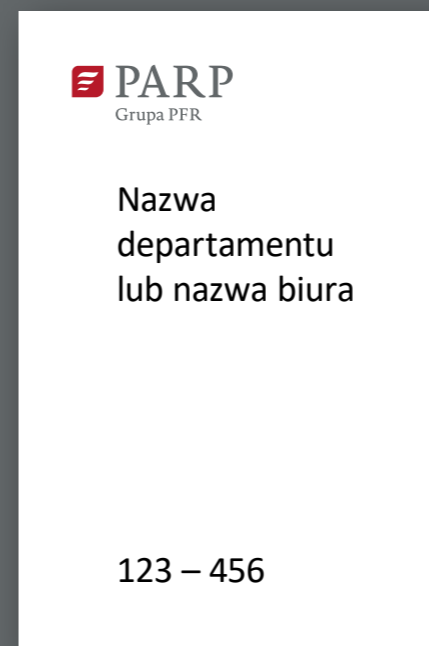 PARP
Grupa PFR
Nazwa
departamentu
lub nazwa biura
123 – 456